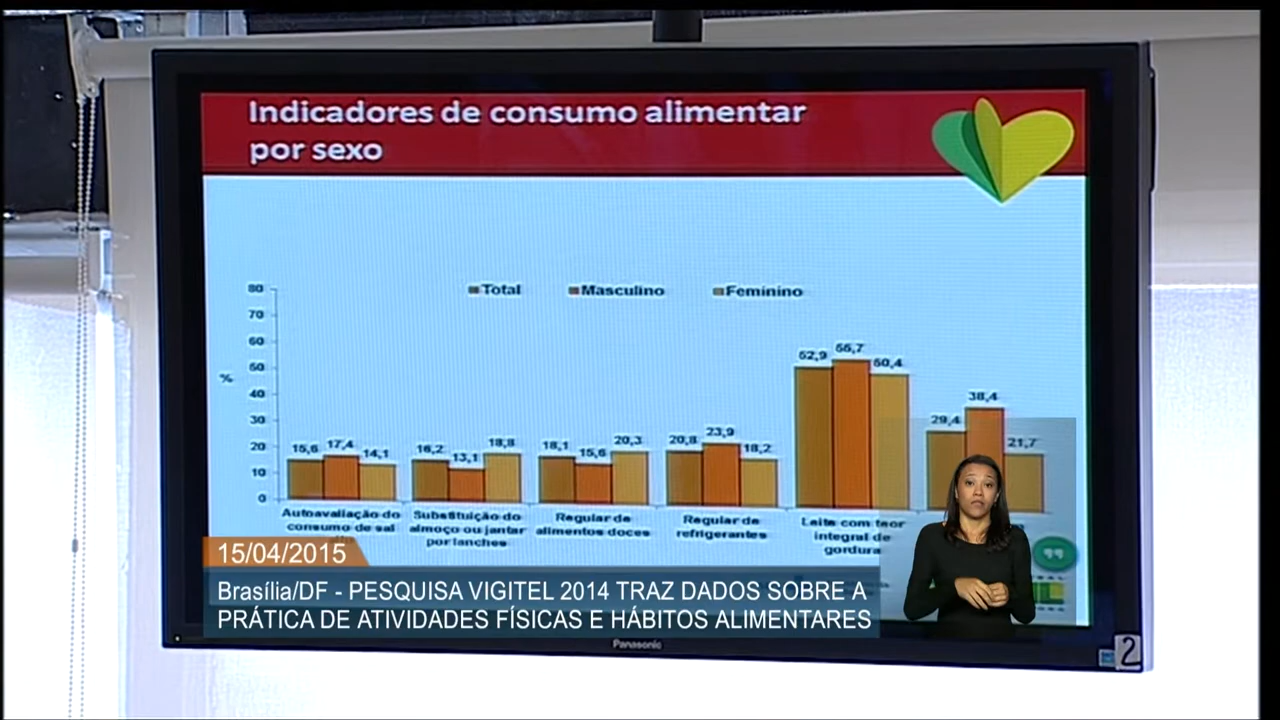 Indicadores de consumo alimentar
por sexo
Total Masculino Feminino
80
70
60
50
40
30
20
10
0
%
15,6 17,4 14,1
16,2 13,1 18,8
18,1 15,6 20,3
20,8 23,9 18,2
52,9 55,7 50,4
29,4 38,4 21,7
Autoavaliação do
consumo de sal
Substituição do
almoço ou jantar
por lanches
Regular de
alimentos doces
Regular de
refrigerantes
Leite com teor
integral de
gordura
15/04/2015
Brasília/DF - PESQUISA VIGITEL 2014 TRAZ DADOS SOBRE A
PRÁTICA DE ATIVIDADES FÍSICAS E HÁBITOS ALIMENTARES
Panasonic
2